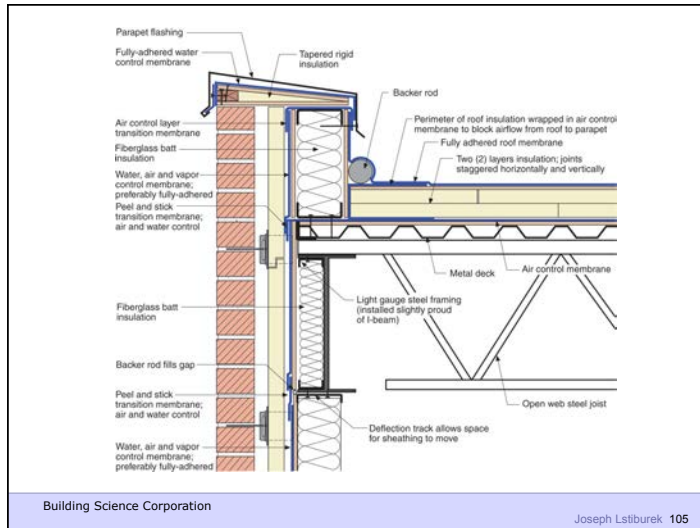 Parapet flashing
Fully-adhered water
control membrane
Tapered rigid
insulation
Backer rod
Air control layer
transition membrane
Perimeter of roof insulation wrapped in air control
membrane to block airflow from roof to parapet
Fully adhered roof membrane
Fiberglass batt
insulation
Two (2) layers insulation; joints
staggered horizontally and vertically
Water, air and vapor
control membrane;
preferably fully-adhered
Peel and stick
transition membrane;
air and water control
Metal deck
Air control membrane
Fiberglass batt
insulation
Light gauge steel framing
(installed slightly proud
of I-beam)
Backer rod fills gap
Peel and stick
transition membrane;
air and water control
Open web steel joist
Deflection track allows space
for sheathing to move
Water, air and vapor
control membrane;
preferably fully-adhered
Building Science Corporation
Joseph Lstiburek 105